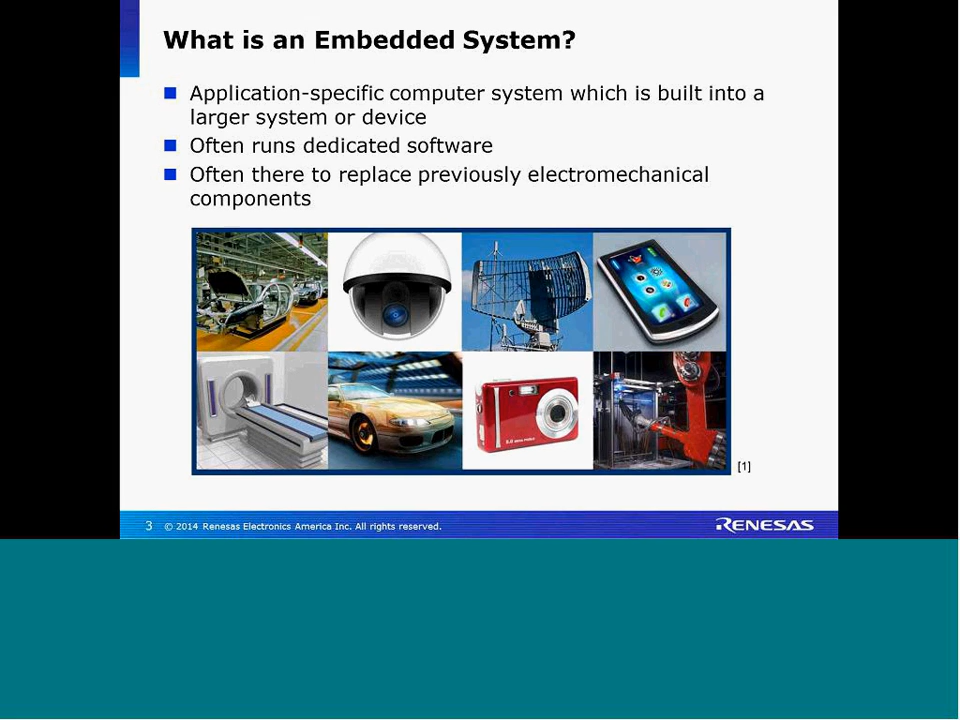 What is an Embedded System?
Application-specific computer system which is built into a
larger system or device
Often runs dedicated software
Often there to replace previously electromechanical
components
[1]
3 © 2014 Renesas Electronics America Inc. All rights reserved.
RENESAS